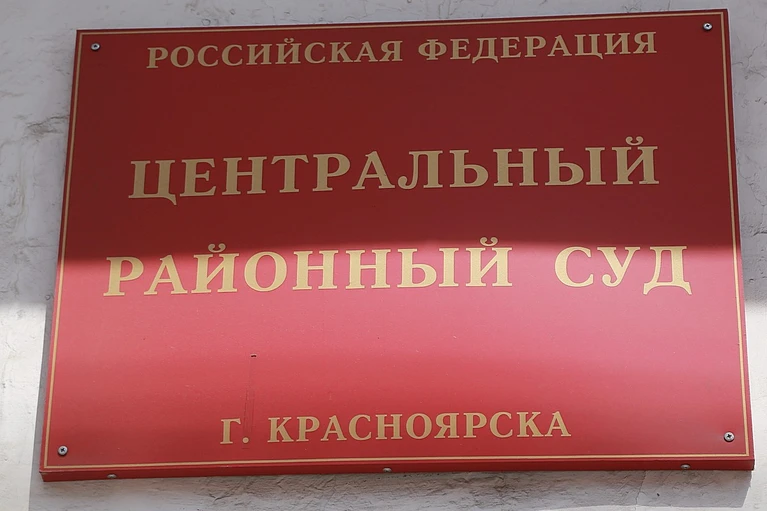 РОССИЙСКАЯ ФЕДЕРАЦИЯ
ЦЕНТРАЛЬНЫЙ
РАЙОННЫЙ СУД
Г. КРАСНОЯРСКА